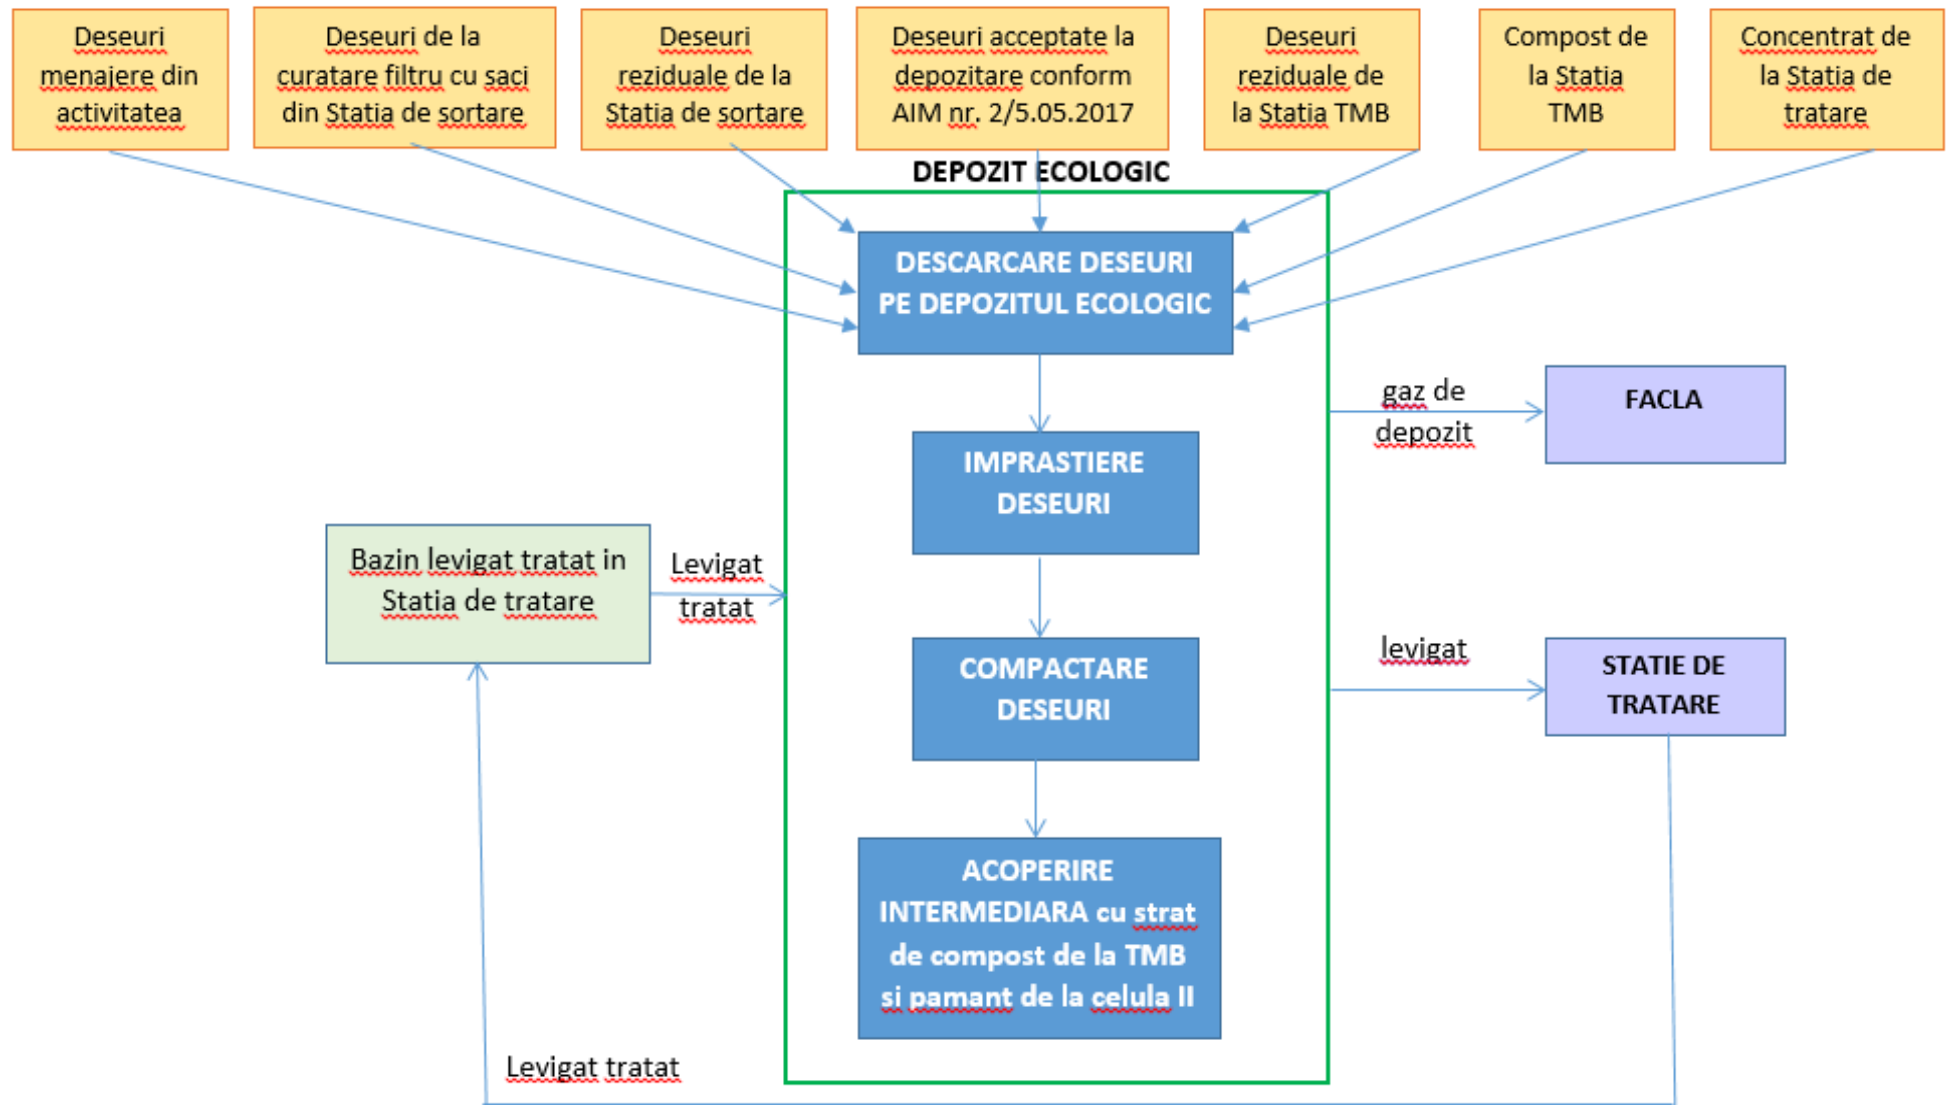 Deseuri
menajere din
activitatea
Deseuri de la
curatare filtru cu saci
din Statia de sortare
Deseuri
reziduale de la
Statia de sortare
Deseuri acceptate la
depozitare conform
AIM nr. 2/5.05.2017
Deseuri
reziduale de
la Statia TMB
Compost de
la Statia
TMB
Concentrat de
la Statia de
tratare
DEPOZIT ECOLOGIC
DESCARCARE DESEURI
PE DEPOZITUL ECOLOGIC
gaz de
depozit
FACLA
IMPRASTIERE
DESEURI
Bazin levigat tratat in
Statia de tratare
Levigat
tratat
COMPACTARE
DESEURI
levigat
STATIE DE
TRATARE
ACOPERIRE
INTERMEDIARA cu strat
de compost de la TMB
si pamant de la celula II
Levigat tratat